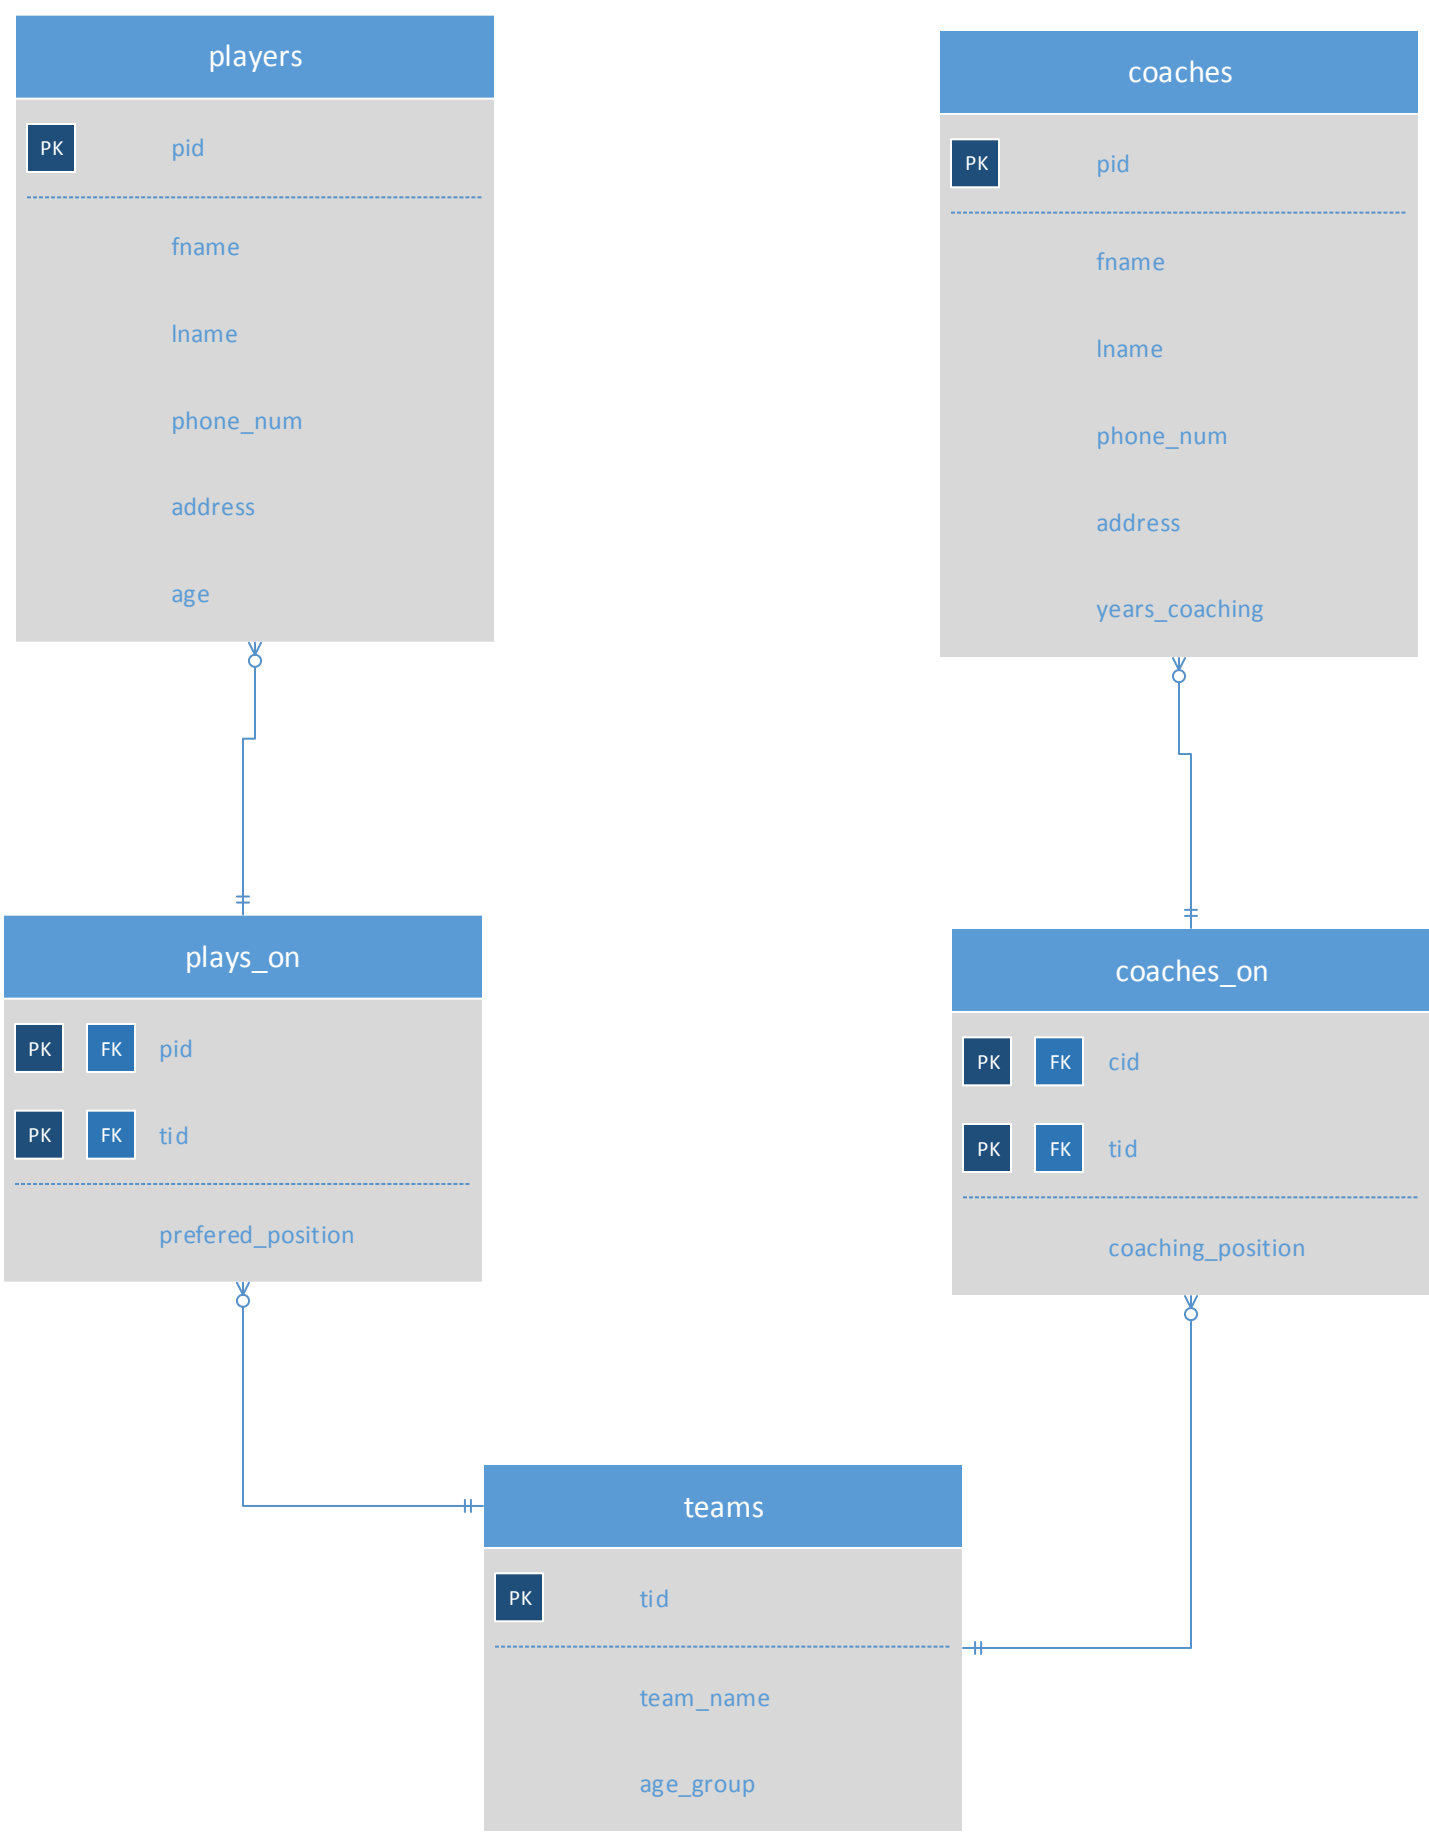 players
PK pid
fname
lname
phone_num
address
age
coaches
PK pid
fname
lname
phone_num
address
years_coaching
plays_on
PK FK pid
PK FK tid
prefered_position
coaches_on
PK FK cid
PK FK tid
coaching_position
teams
PK tid
team_name
age_group